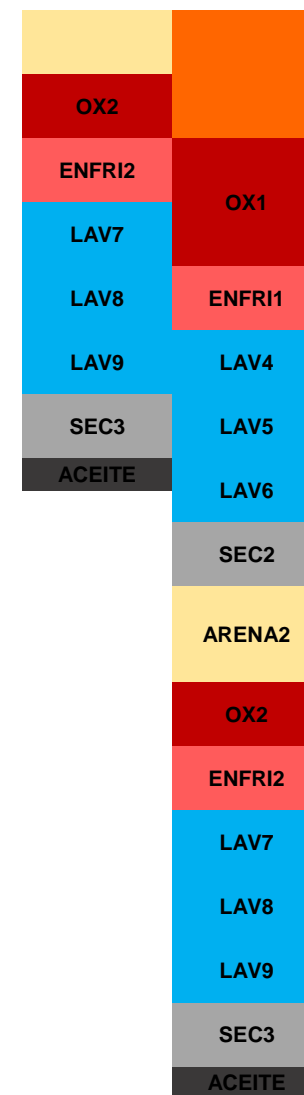 OX2
ENFRI2
LAV7
LAV8
LAV9
SEC3
ACEITE
OX1
ENFRI1
LAV4
LAV5
LAV6
SEC2
ARENA2
OX2
ENFRI2
LAV7
LAV8
LAV9
SEC3
ACEITE